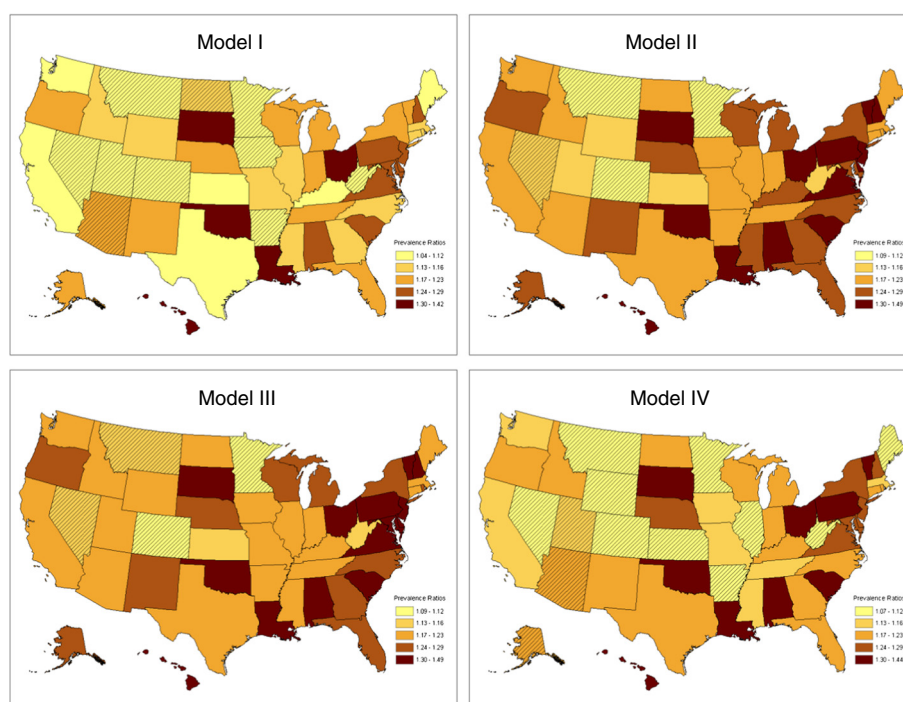 Model I
Prevalence Ratios
1.04 - 1.12
1.13 - 1.16
1.17 - 1.23
1.24 - 1.29
1.30 - 1.42
Model II
Prevalence Ratios
1.09 - 1.12
1.13 - 1.16
1.17 - 1.23
1.24 - 1.29
1.30 - 1.49
Model III
Prevalence Ratios
1.09 - 1.12
1.13 - 1.16
1.17 - 1.23
1.24 - 1.29
1.30 - 1.49
Model IV
Prevalence Ratios
1.07 - 1.12
1.13 - 1.16
1.17 - 1.23
1.24 - 1.29
1.30 - 1.44